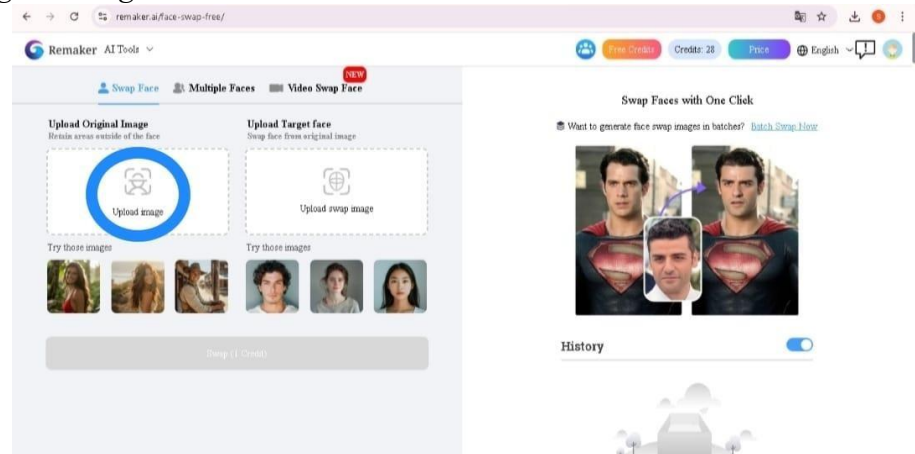 remaker.ai/face-swap-free/
Remaker AI Tools
Free Credits
Credits: 28
Price
English
Swap Face
Multiple Faces
NEW
Video Swap Face
Upload Original Image
Retain areas outside of the face
Upload image
Try those images
Upload Target face
Swap face from original image
Upload swap image
Try those images
Swap (1 Credit)
Swap Faces with One Click
Want to generate face swap images in batches? Batch Swap Now
History